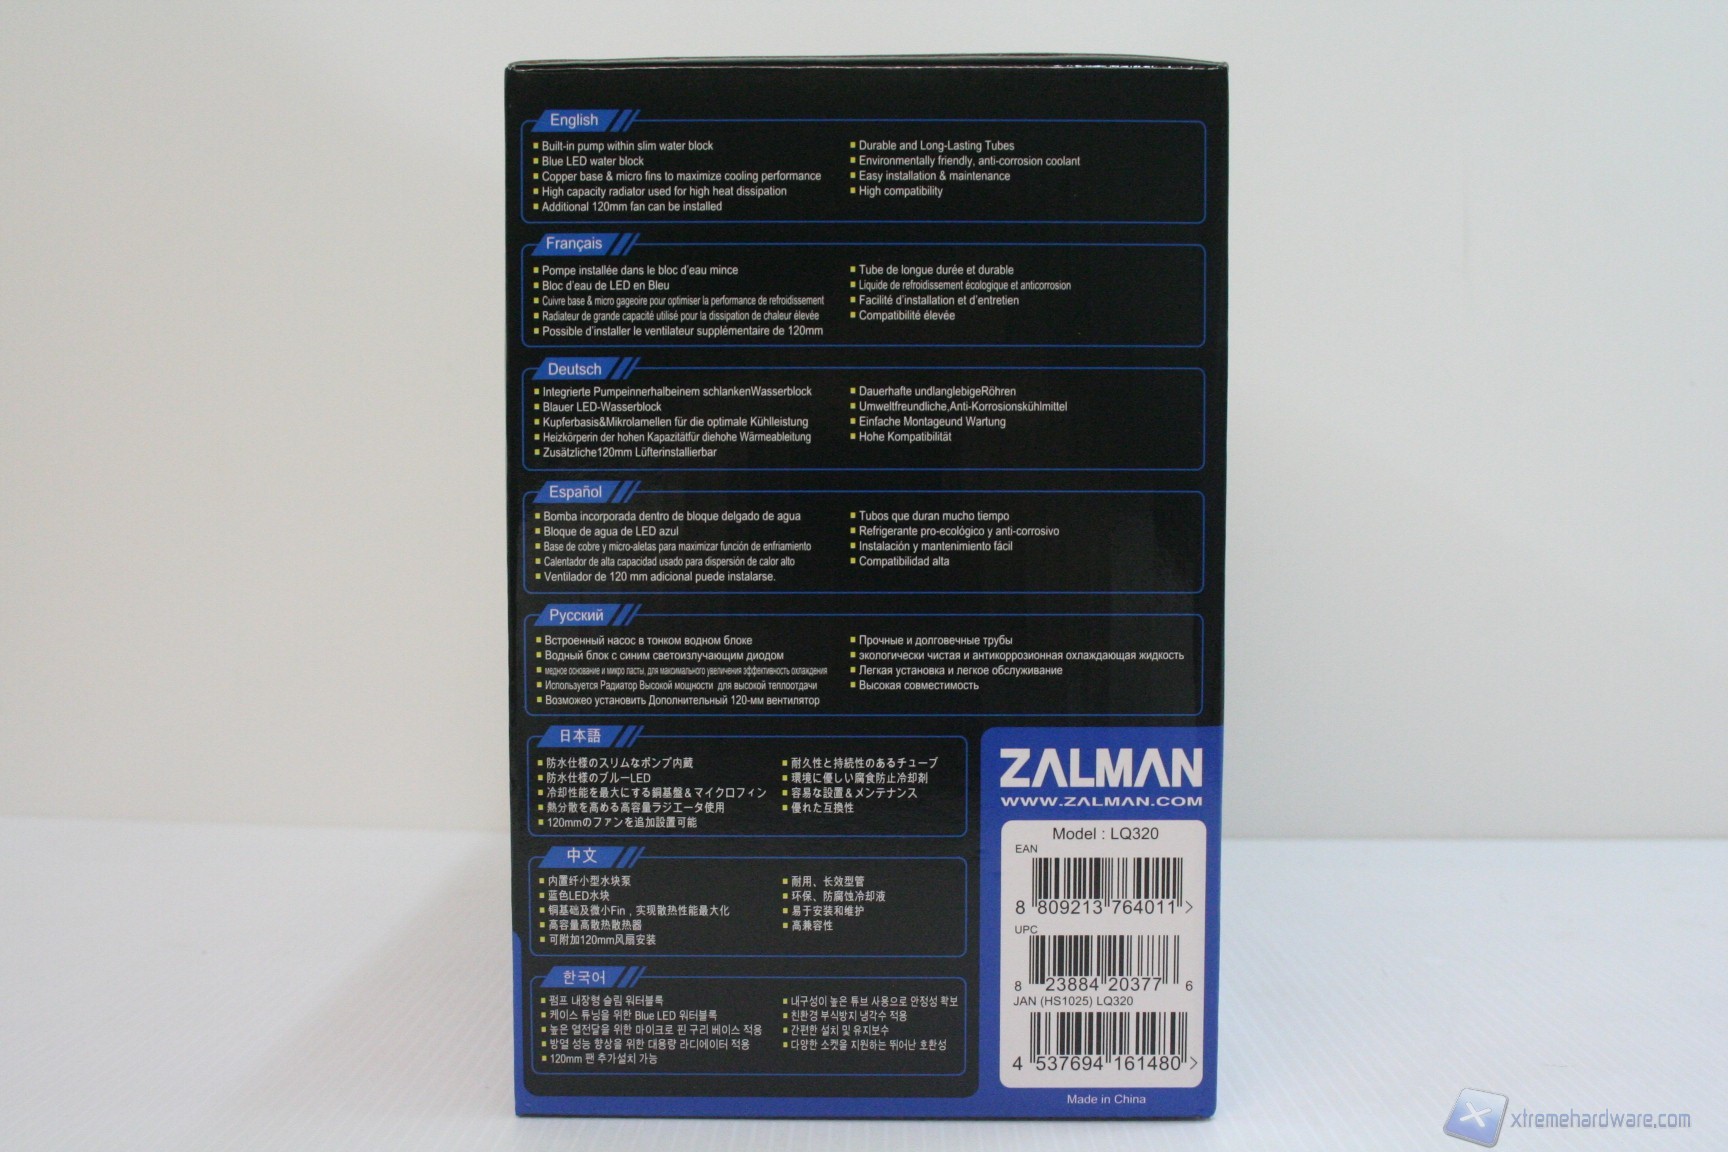 English
Built-in pump within slim water block
Blue LED water block
Copper base & micro fins to maximize cooling performance
High capacity radiator used for high heat dissipation
Additional 120mm fan can be installed
Durable and Long-Lasting Tubes
Environmentally friendly, anti-corrosion coolant
Easy installation & maintenance
High compatibility
Français
Pompe installée dans le bloc d'eau mince
Bloc d'eau de LED en Bleu
Cuivre base & micro gageoire pour optimiser la performance de refroidissement
Radiateur de grande capacité utilisé pour la dissipation de chaleur élevée
Possible d'installer le ventilateur supplémentaire de 120mm
Tube de longue durée et durable
Liquide de refroidissement écologique et anticorrosion
Facilité d'installation et d'entretien
Compatibilité élevée
Deutsch
Integrierte Pumpeinnerhalbeinem schlankenWasserblock
Blauer LED-Wasserblock
Kupferbasis&Mikrolamellen für die optimale Kühlleistung
Heizkörperin der hohen Kapazitätfür diehohe Wärmeableitung
Zusätzliche120mm Lüfterinstallierbar
Dauerhafte undlanglebigeRöhren
Umweltfreundliche,Anti-Korrosionskühlmittel
Einfache Montageund Wartung
Hohe Kompatibilität
Español
Bomba incorporada dentro de bloque delgado de agua
Bloque de agua de LED azul
Base de cobre y micro-aletas para maximizar función de enfriamiento
Calentador de alta capacidad usado para dispersión de calor alto
Ventilador de 120 mm adicional puede instalarse.
Tubos que duran mucho tiempo
Refrigerante pro-ecológico y anti-corrosivo
Instalación y mantenimiento fácil
Compatibilidad alta
Русский
Встроенный насос в тонком водном блоке
Водный блок с синим светоизлучающим диодом
медное основание и микро ласты, для максимального увеличения эффективность охлаждения
Используется Радиатор Высокой мощности для высокой теплоотдачи
Возможео установить Дополнительный 120-мм вентилятор
Прочные и долговечные трубы
экологически чистая и антикоррозионная охлаждающая жидкость
Легкая установка и легкое обслуживание
Высокая совместимость
日本語
防水仕様のスリムなポンプ内蔵
防水仕様のブルーLED
冷却性能を最大にする銅基盤＆マイクロフィン
熱分散を高める高容量ラジエータ使用
120mmのファンを追加設置可能
耐久性と持続性のあるチューブ
環境に優しい腐食防止冷却剤
容易な設置＆メンテナンス
優れた互換性
中文
内置纤小型水块泵
蓝色LED水块
铜基础及微小Fin，实现散热性能最大化
高容量高散热散热器
可附加120mm风扇安装
耐用、长效型管
环保、防腐蚀冷却液
易于安装和维护
高兼容性
한국어
펌프 내장형 슬림 워터블록
케이스 튜닝을 위한 Blue LED 워터블록
높은 열전달을 위한 마이크로 핀 구리 베이스 적용
방열 성능 향상을 위한 대용량 라디에이터 적용
120mm 팬 추가설치 가능
내구성이 높은 튜브 사용으로 안정성 확보
친환경 부식방지 냉각수 적용
간편한 설치 및 유지보수
다양한 소켓을 지원하는 뛰어난 호환성
ZALMAN
WWW.ZALMAN.COM
Model : LQ320
EAN
8 809213 764011 >
UPC
8 23884 20377 6
JAN (HS1025) LQ320
4 537694 161480 >
Made in China
xtremehardware.com